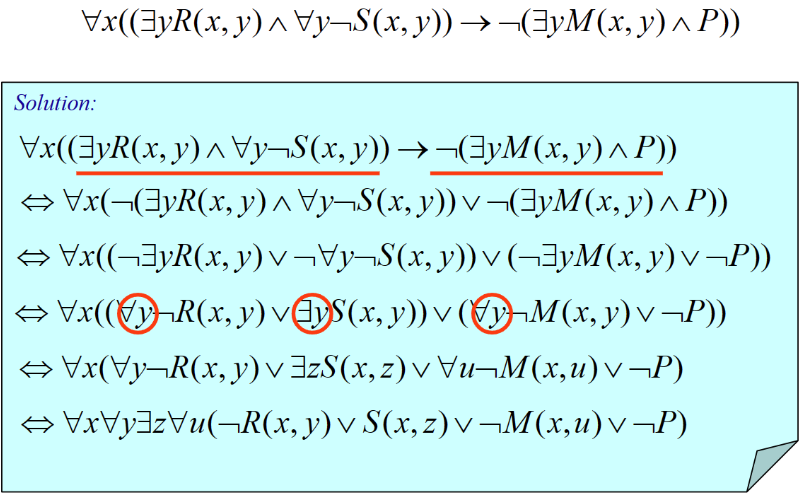 ∀x((∃yR(x, y) ∧ ∀y¬S(x, y)) → ¬(∃yM(x, y) ∧ P))
Solution:
∀x((∃yR(x, y) ∧ ∀y¬S(x, y)) → ¬(∃yM(x, y) ∧ P))
⇔ ∀x(¬(∃yR(x, y) ∧ ∀y¬S(x, y)) ∨ ¬(∃yM(x, y) ∧ P))
⇔ ∀x((¬∃yR(x, y) ∨ ¬∀y¬S(x, y)) ∨ (¬∃yM(x, y) ∨ ¬P))
⇔ ∀x((∀y¬R(x, y) ∨ ∃yS(x, y)) ∨ (∀y¬M(x, y) ∨ ¬P))
⇔ ∀x(∀y¬R(x, y) ∨ ∃zS(x, z) ∨ ∀u¬M(x,u) ∨ ¬P)
⇔ ∀x∀y∃z∀u(¬R(x, y) ∨ S(x, z) ∨ ¬M(x,u) ∨ ¬P)